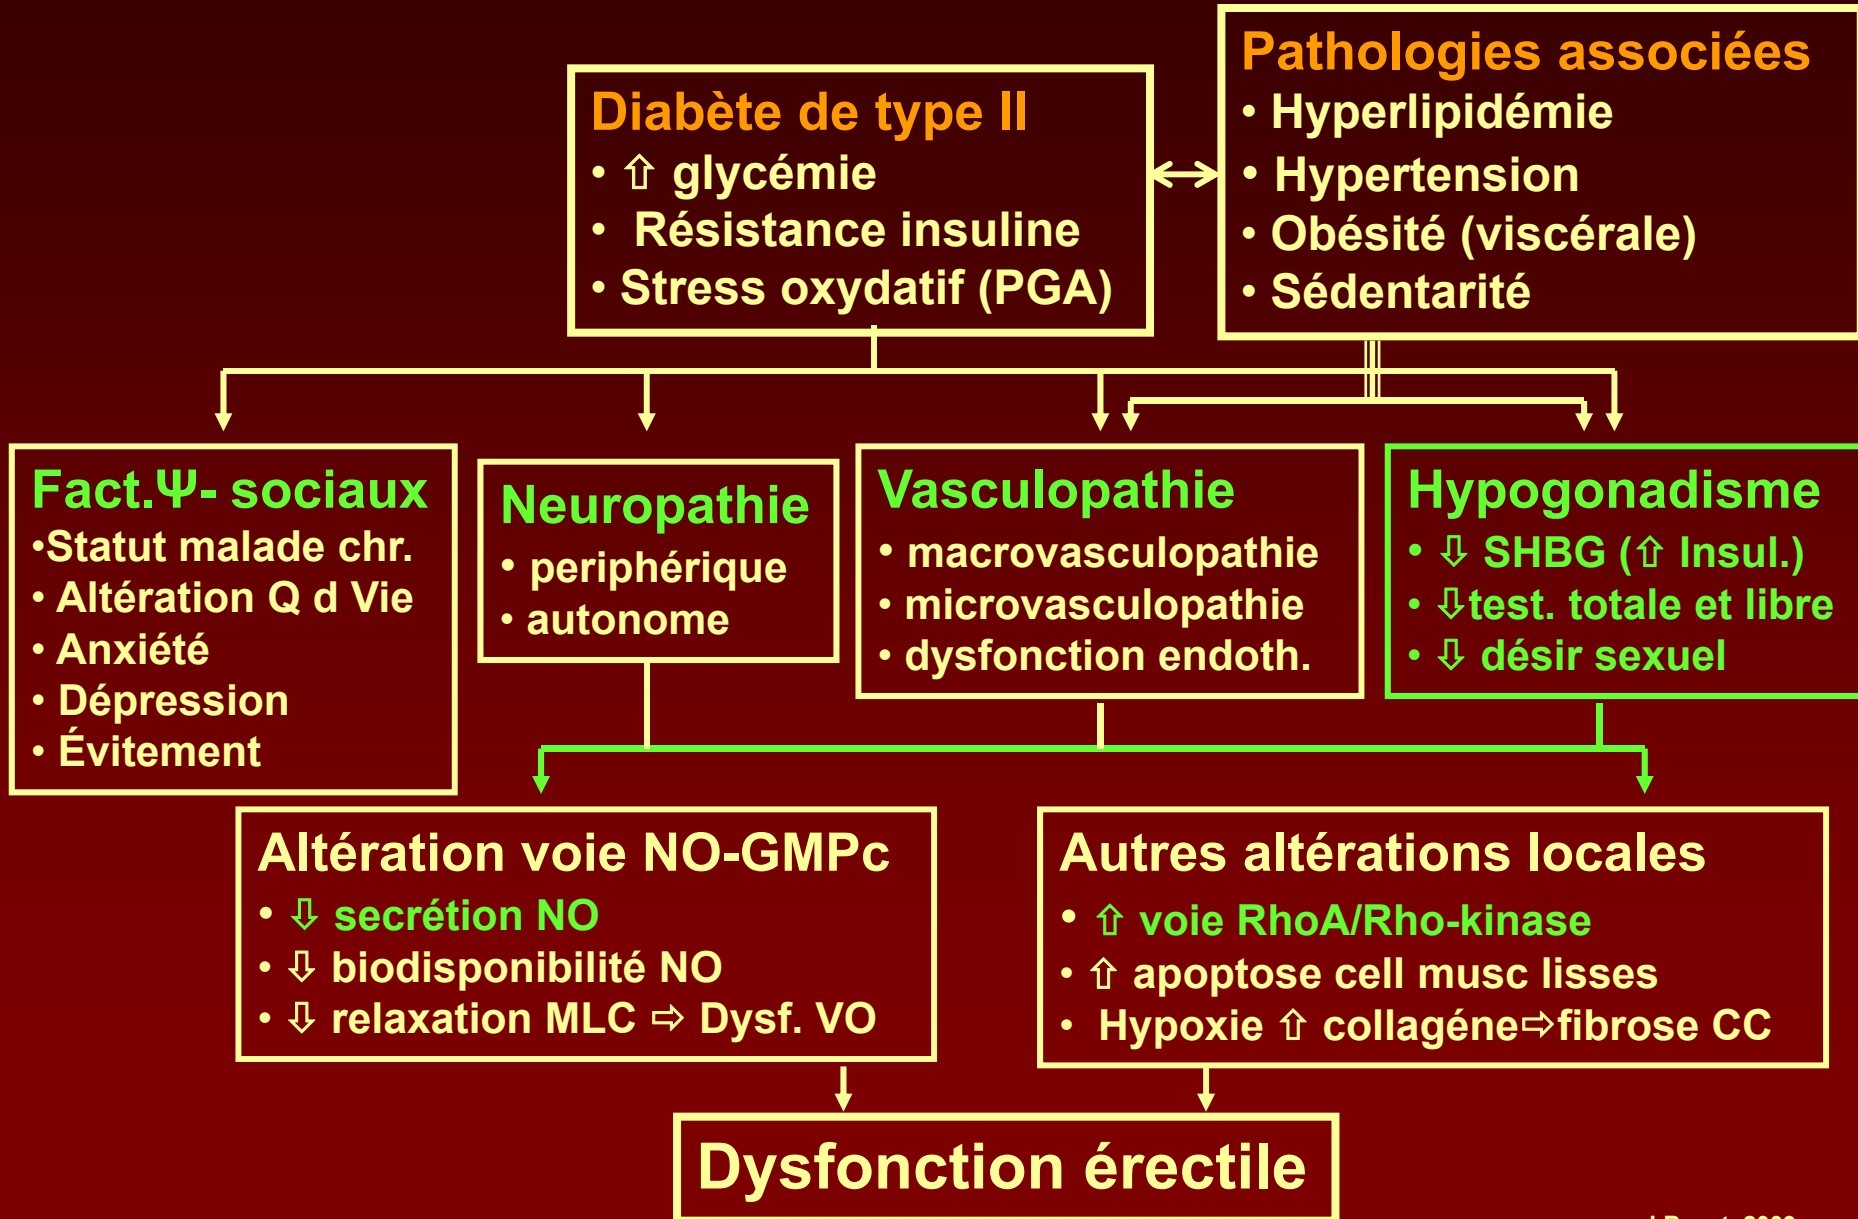 Diabète de type II
• ⇧ glycémie
• Résistance insuline
• Stress oxydatif (PGA)
Pathologies associées
• Hyperlipidémie
• Hypertension
• Obésité (viscérale)
• Sédentarité
Fact.Ψ- sociaux
•Statut malade chr.
• Altération Q d Vie
• Anxiété
• Dépression
• Évitement
Neuropathie
• periphérique
• autonome
Vasculopathie
• macrovasculopathie
• microvasculopathie
• dysfonction endoth.
Hypogonadisme
• ⇩ SHBG (⇧ Insul.)
• ⇩test. totale et libre
• ⇩ désir sexuel
Altération voie NO-GMPc
• ⇩ secrétion NO
• ⇩ biodisponibilité NO
• ⇩ relaxation MLC ⇨ Dysf. VO
Autres altérations locales
• ⇧ voie RhoA/Rho-kinase
• ⇧ apoptose cell musc lisses
• Hypoxie ⇧ collagéne⇨fibrose CC
Dysfonction érectile